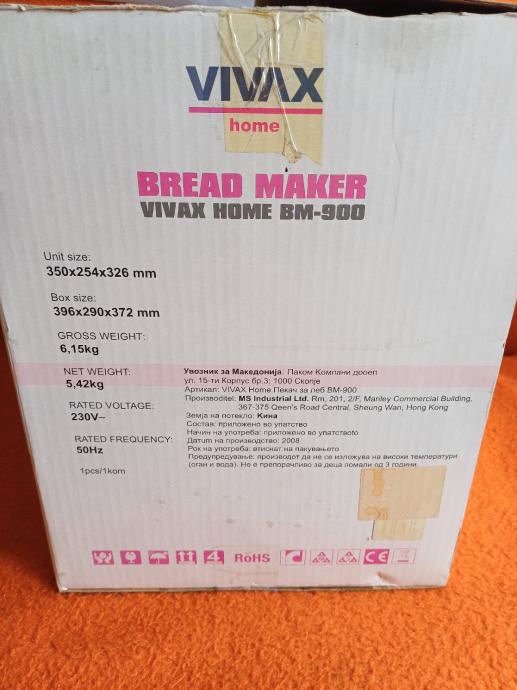 VIVAX
home
BREAD MAKER
VIVAX HOME BM-900
Unit size:
350x254x326 mm
Box size:
396x290x372 mm
GROSS WEIGHT:
6,15kg
NET WEIGHT:
5,42kg
RATED VOLTAGE:
230V~
RATED FREQUENCY:
50Hz
1pcs/1kom
Увозник за Македонија: Паком Компани дооел
ул. 15-ти Корпус бр.3; 1000 Скопје
Артикал: VIVAX Home Пекач за леб BM-900
Производител: MS Industrial Ltd. Rm, 201, 2/F, Manley Commercial Building,
367-375 Qeen's Road Central, Sheung Wan, Hong Kong
Земја на потекло: Кина
Состав: приложено во упатство
Начин на употреба: приложено во упатството
Датум на производство: 2008
Рок на употреба: втиснат на пакувањето
Предупредување: производот да не се изложува на високи температури
(оган и вода). Не е препорачливо за деца помали од 3 години.
4
RoHS
CE